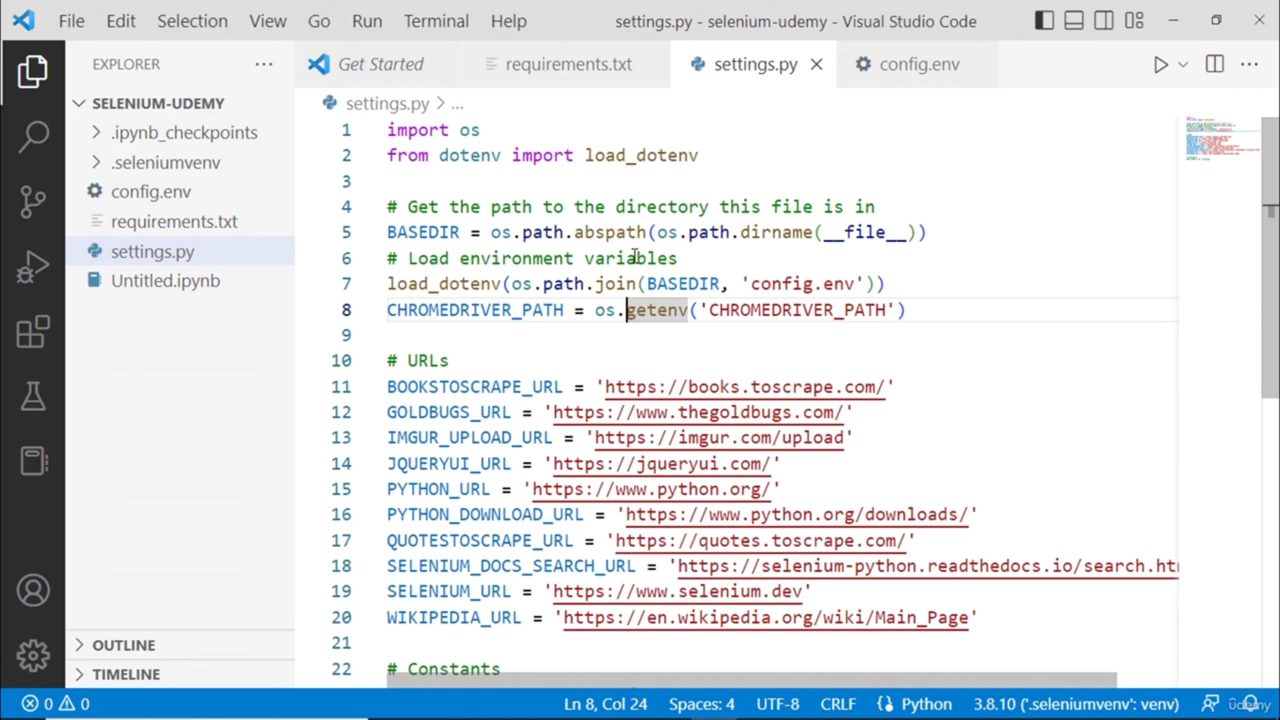 File Edit Selection View Go Run Terminal Help settings.py - selenium-udemy - Visual Studio Code
EXPLORER
Get Started requirements.txt settings.py config.env
SELENIUM-UDEMY
.ipynb_checkpoints
.seleniumvenv
config.env
requirements.txt
settings.py
Untitled.ipynb
OUTLINE
TIMELINE
settings.py > ...
1 import os
2 from dotenv import load_dotenv
3
4 # Get the path to the directory this file is in
5 BASEDIR = os.path.abspath(os.path.dirname(__file__))
6 # Load environment variables
7 load_dotenv(os.path.join(BASEDIR, 'config.env'))
8 CHROMEDRIVER_PATH = os.getenv('CHROMEDRIVER_PATH')
9
10 # URLs
11 BOOKSTOSCRAPE_URL = 'https://books.toscrape.com/'
12 GOLDBUGS_URL = 'https://www.thegoldbugs.com/'
13 IMGUR_UPLOAD_URL = 'https://imgur.com/upload'
14 JQUERYUI_URL = 'https://jqueryui.com/'
15 PYTHON_URL = 'https://www.python.org/'
16 PYTHON_DOWNLOAD_URL = 'https://www.python.org/downloads/'
17 QUOTESTOSCRAPE_URL = 'https://quotes.toscrape.com/'
18 SELENIUM_DOCS_SEARCH_URL = 'https://selenium-python.readthedocs.io/search.ht
19 SELENIUM_URL = 'https://www.selenium.dev'
20 WIKIPEDIA_URL = 'https://en.wikipedia.org/wiki/Main_Page'
21
22 # Constants
0 0 Ln 8, Col 24 Spaces: 4 UTF-8 CRLF Python 3.8.10 ('.seleniumvenv': venv)
udemy